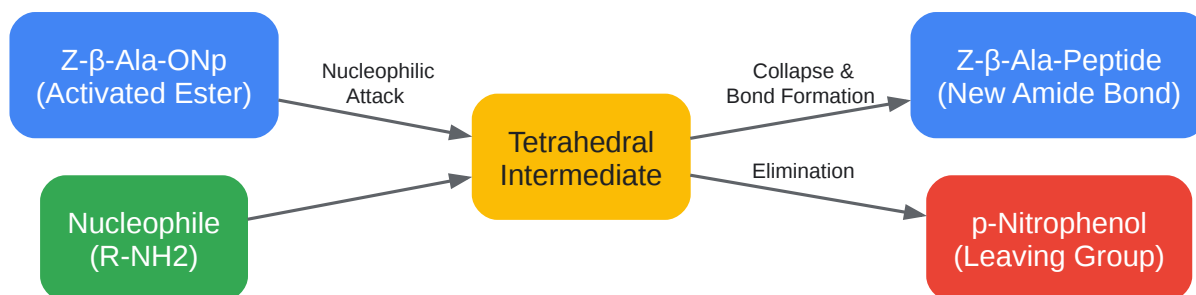 Z-β-Ala-ONp
(Activated Ester)
Nucleophilic
Attack
Nucleophile
(R-NH2)
Tetrahedral
Intermediate
Collapse &
Bond Formation
Elimination
Z-β-Ala-Peptide
(New Amide Bond)
p-Nitrophenol
(Leaving Group)